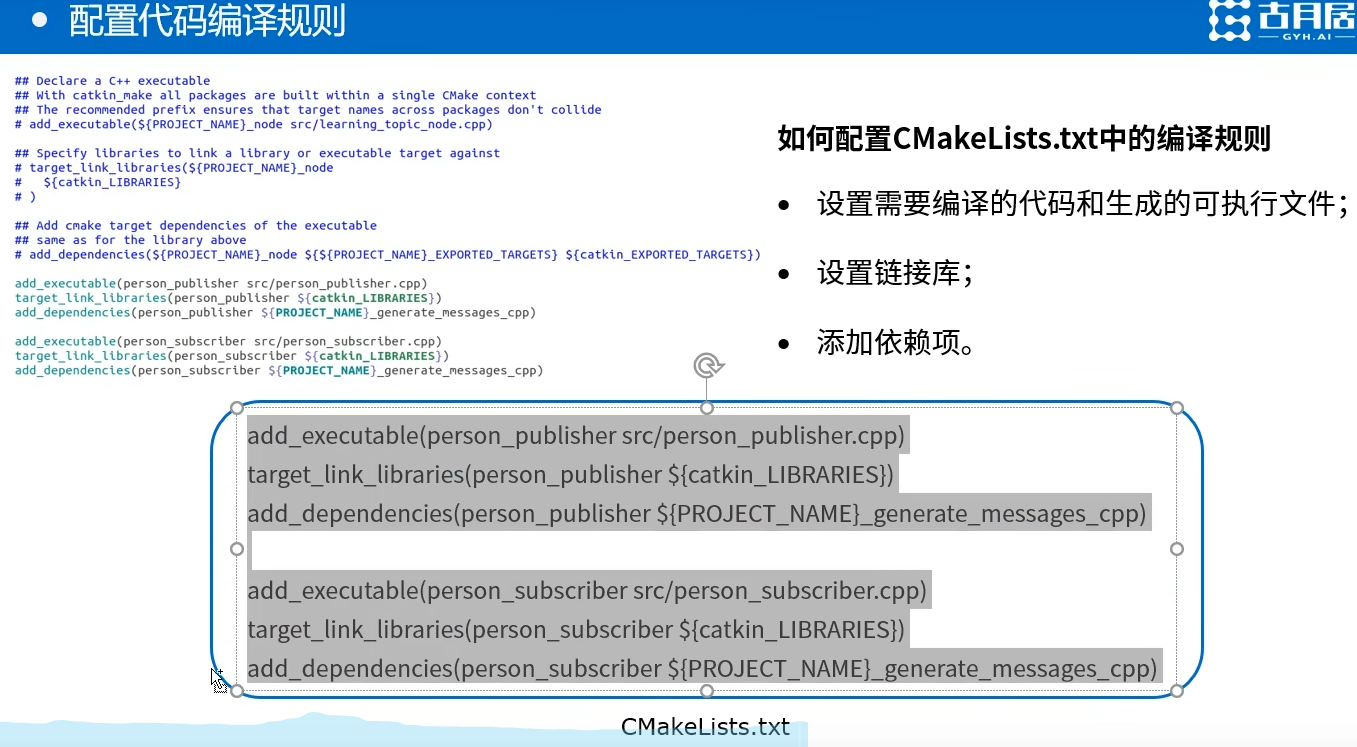 • 配置代码编译规则
古月居
GYH.AI
## Declare a C++ executable
## With catkin_make all packages are built within a single CMake context
## The recommended prefix ensures that target names across packages don't collide
# add_executable(${PROJECT_NAME}_node src/learning_topic_node.cpp)
## Specify libraries to link a library or executable target against
# target_link_libraries(${PROJECT_NAME}_node
#   ${catkin_LIBRARIES}
# )
## Add cmake target dependencies of the executable
## same as for the library above
# add_dependencies(${PROJECT_NAME}_node ${${PROJECT_NAME}_EXPORTED_TARGETS} ${catkin_EXPORTED_TARGETS})
add_executable(person_publisher src/person_publisher.cpp)
target_link_libraries(person_publisher ${catkin_LIBRARIES})
add_dependencies(person_publisher ${PROJECT_NAME}_generate_messages_cpp)
add_executable(person_subscriber src/person_subscriber.cpp)
target_link_libraries(person_subscriber ${catkin_LIBRARIES})
add_dependencies(person_subscriber ${PROJECT_NAME}_generate_messages_cpp)
如何配置CMakeLists.txt中的编译规则
• 设置需要编译的代码和生成的可执行文件；
• 设置链接库；
• 添加依赖项。
add_executable(person_publisher src/person_publisher.cpp)
target_link_libraries(person_publisher ${catkin_LIBRARIES})
add_dependencies(person_publisher ${PROJECT_NAME}_generate_messages_cpp)
add_executable(person_subscriber src/person_subscriber.cpp)
target_link_libraries(person_subscriber ${catkin_LIBRARIES})
add_dependencies(person_subscriber ${PROJECT_NAME}_generate_messages_cpp)
CMakeLists.txt